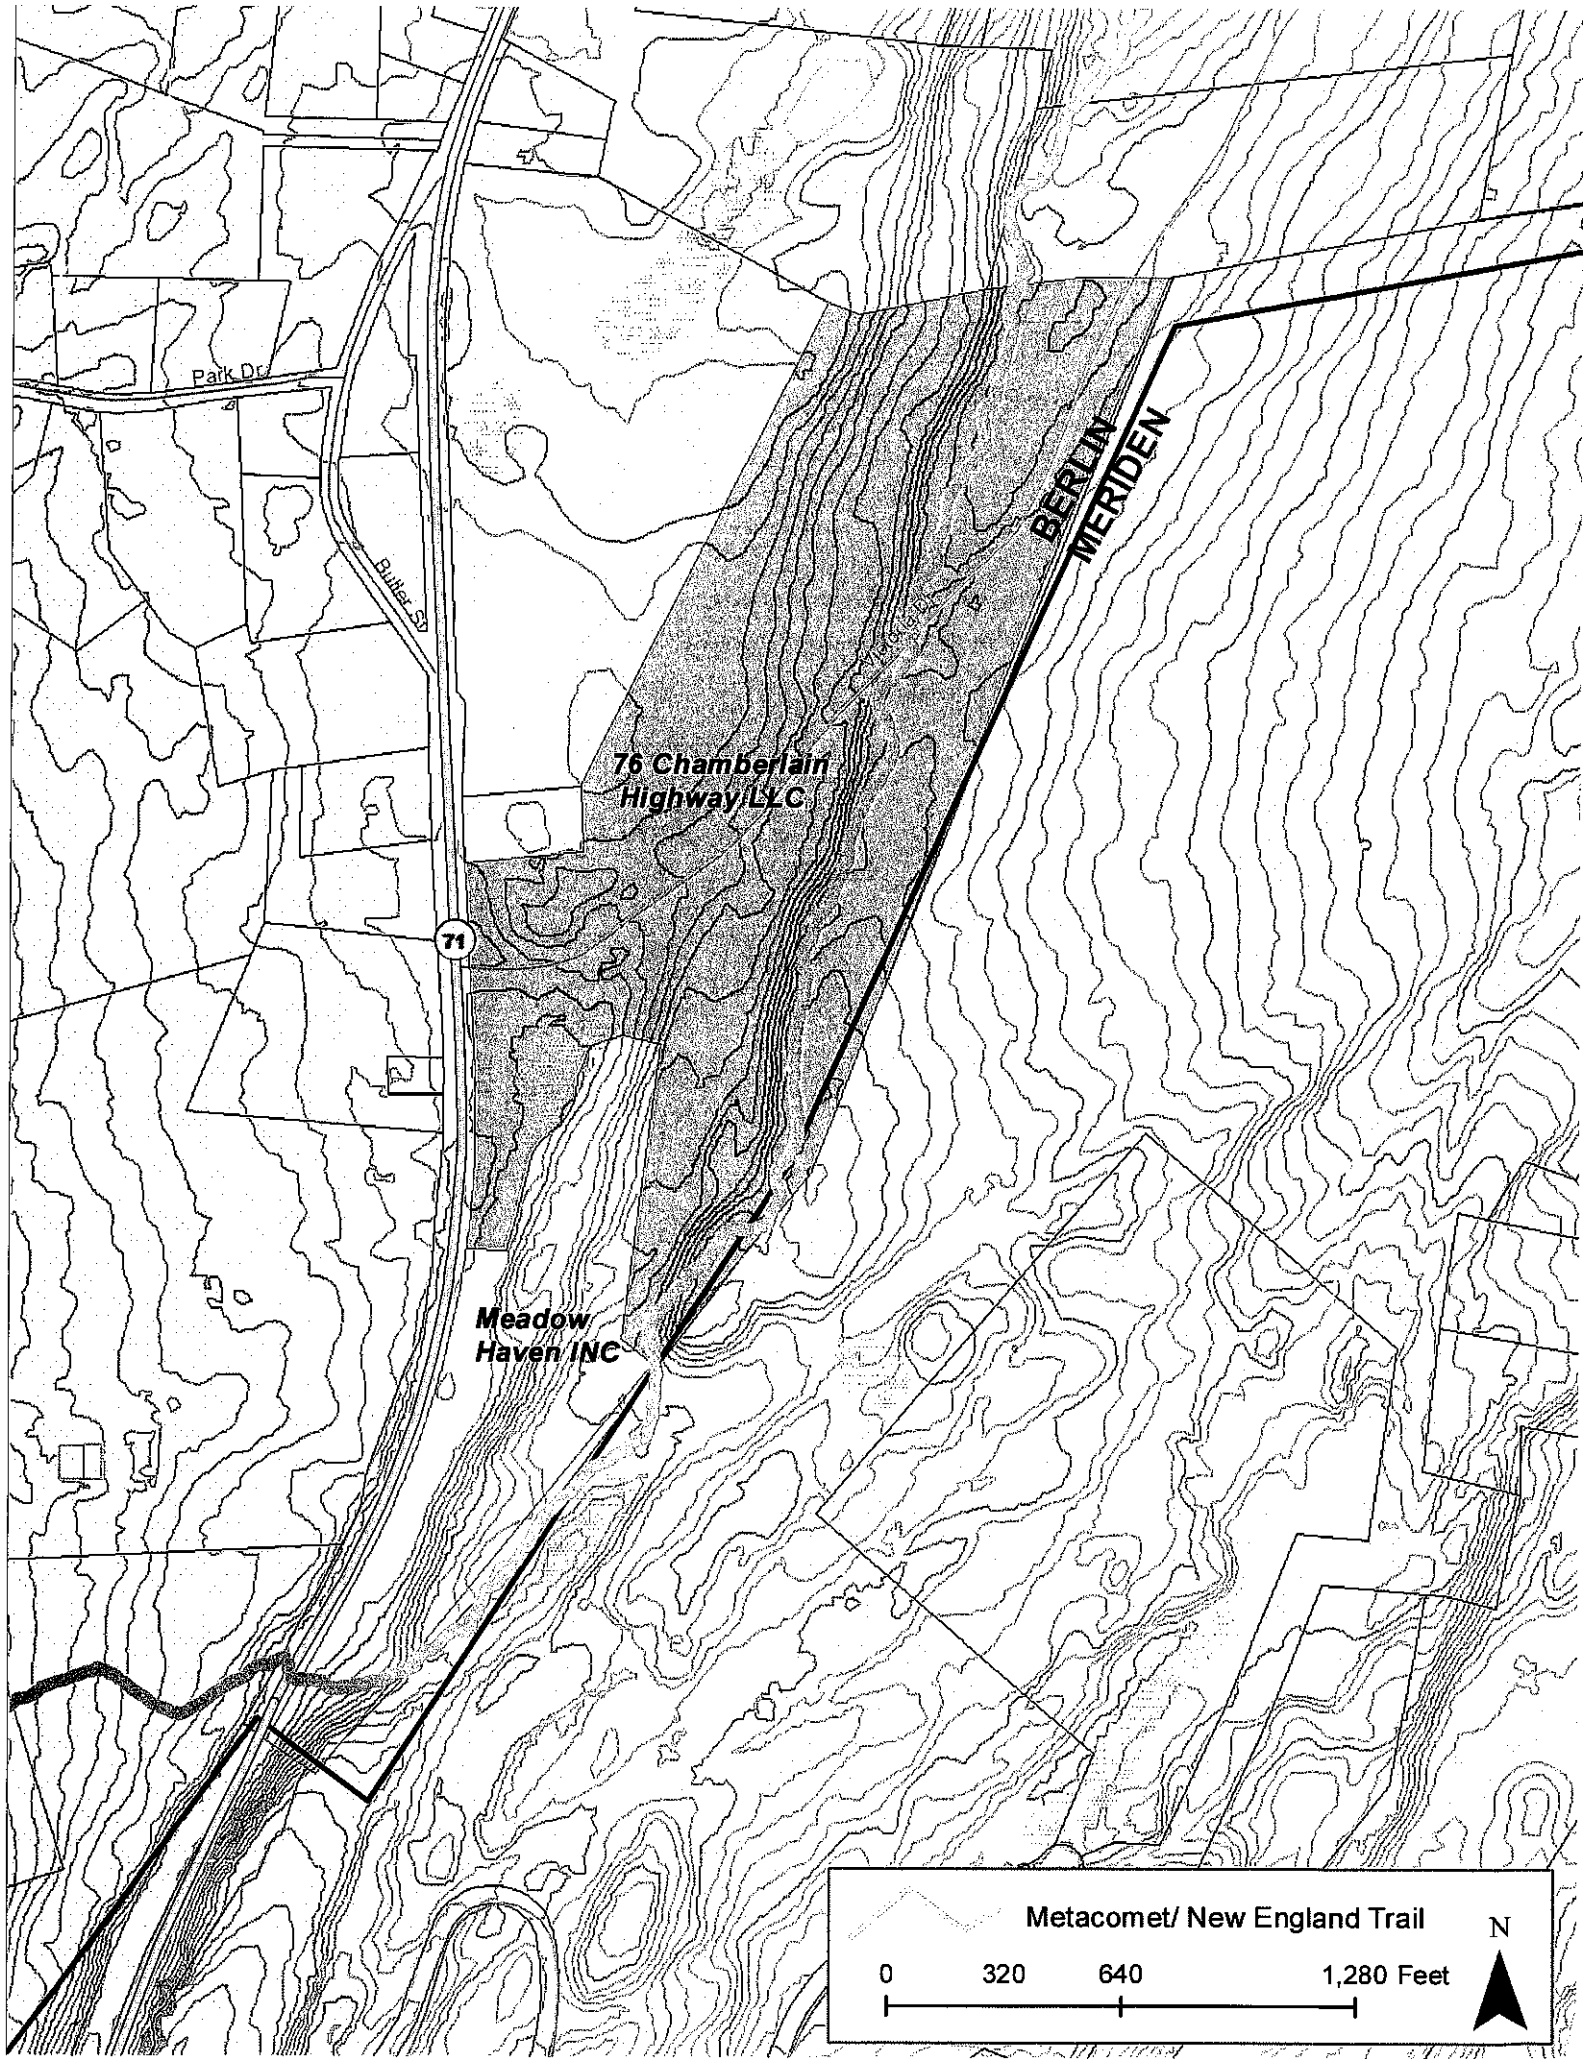 Park Dr
BERLIN
MERIDEN
Butler St
76 Chamberlain
Highway LLC
71
Meadow
Haven INC
Metacomet/ New England Trail
N
0 320 640 1,280 Feet